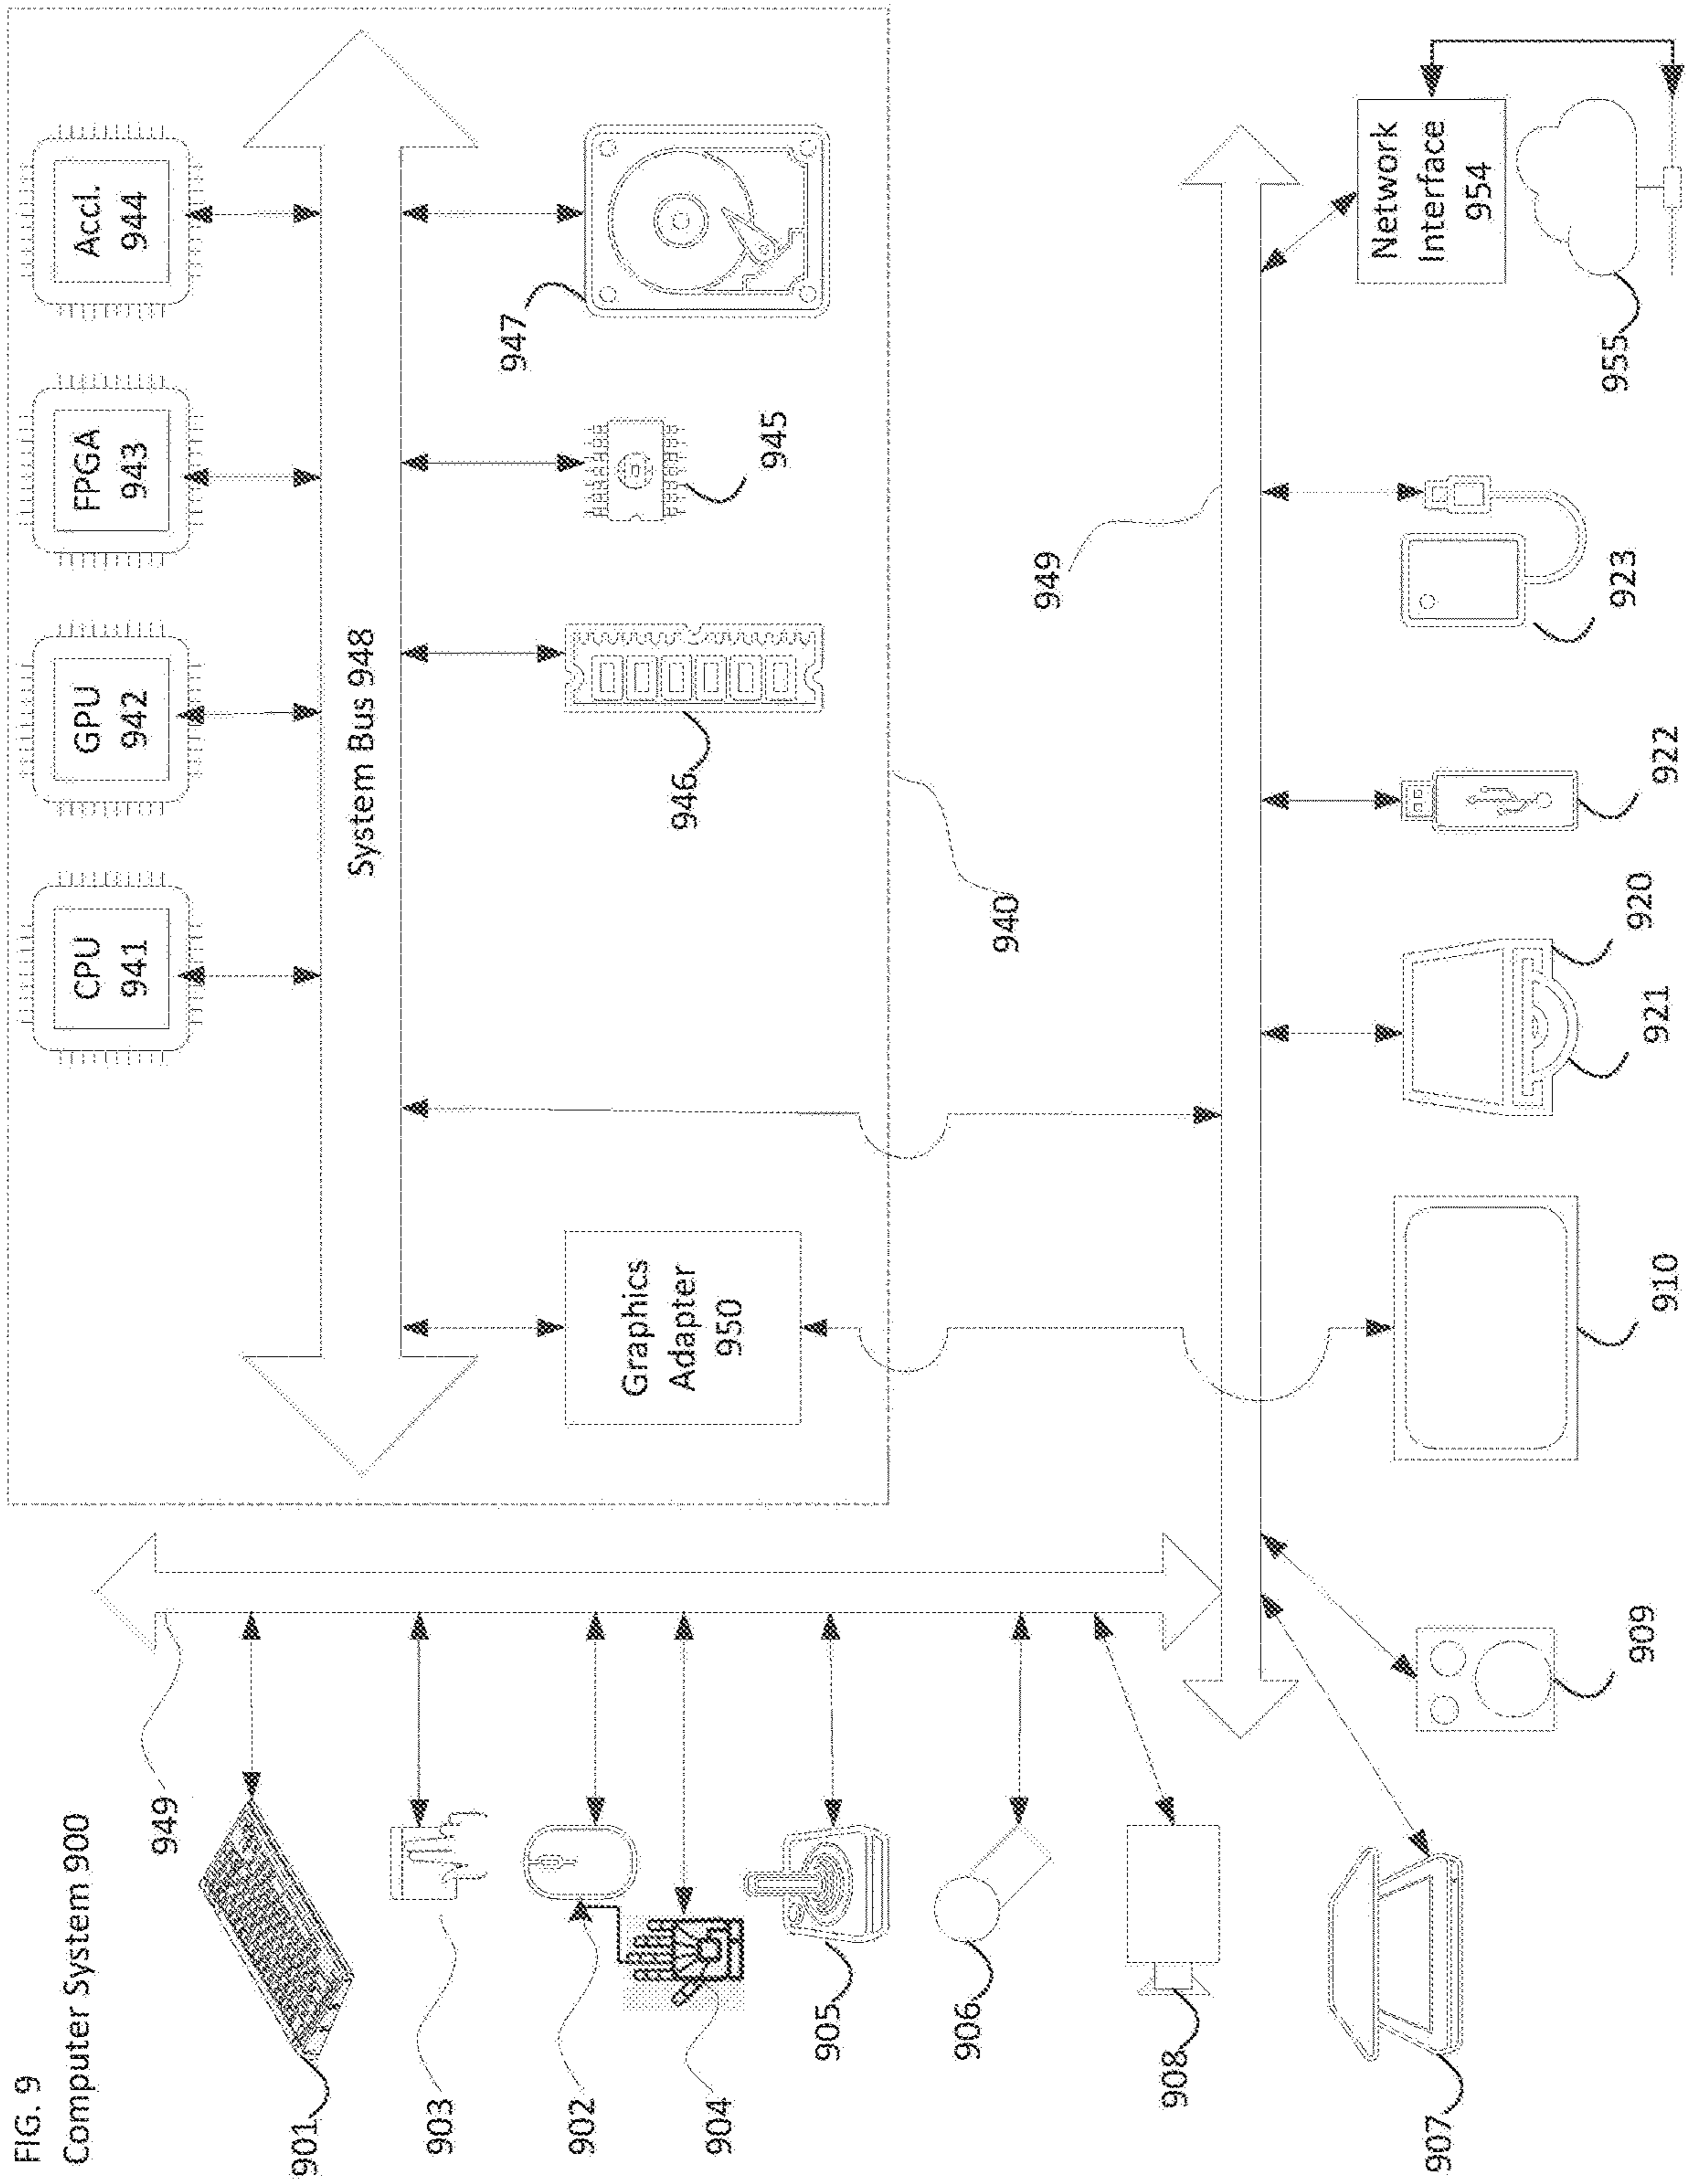 FIG. 9
Computer System 900
949
901
903
902
904
905
906
908
907
CPU
941
GPU
942
FPGA
943
Accl.
944
System Bus 948
Graphics
Adapter
950
946
945
947
940
949
909
910
921
920
922
923
Network
Interface
954
955